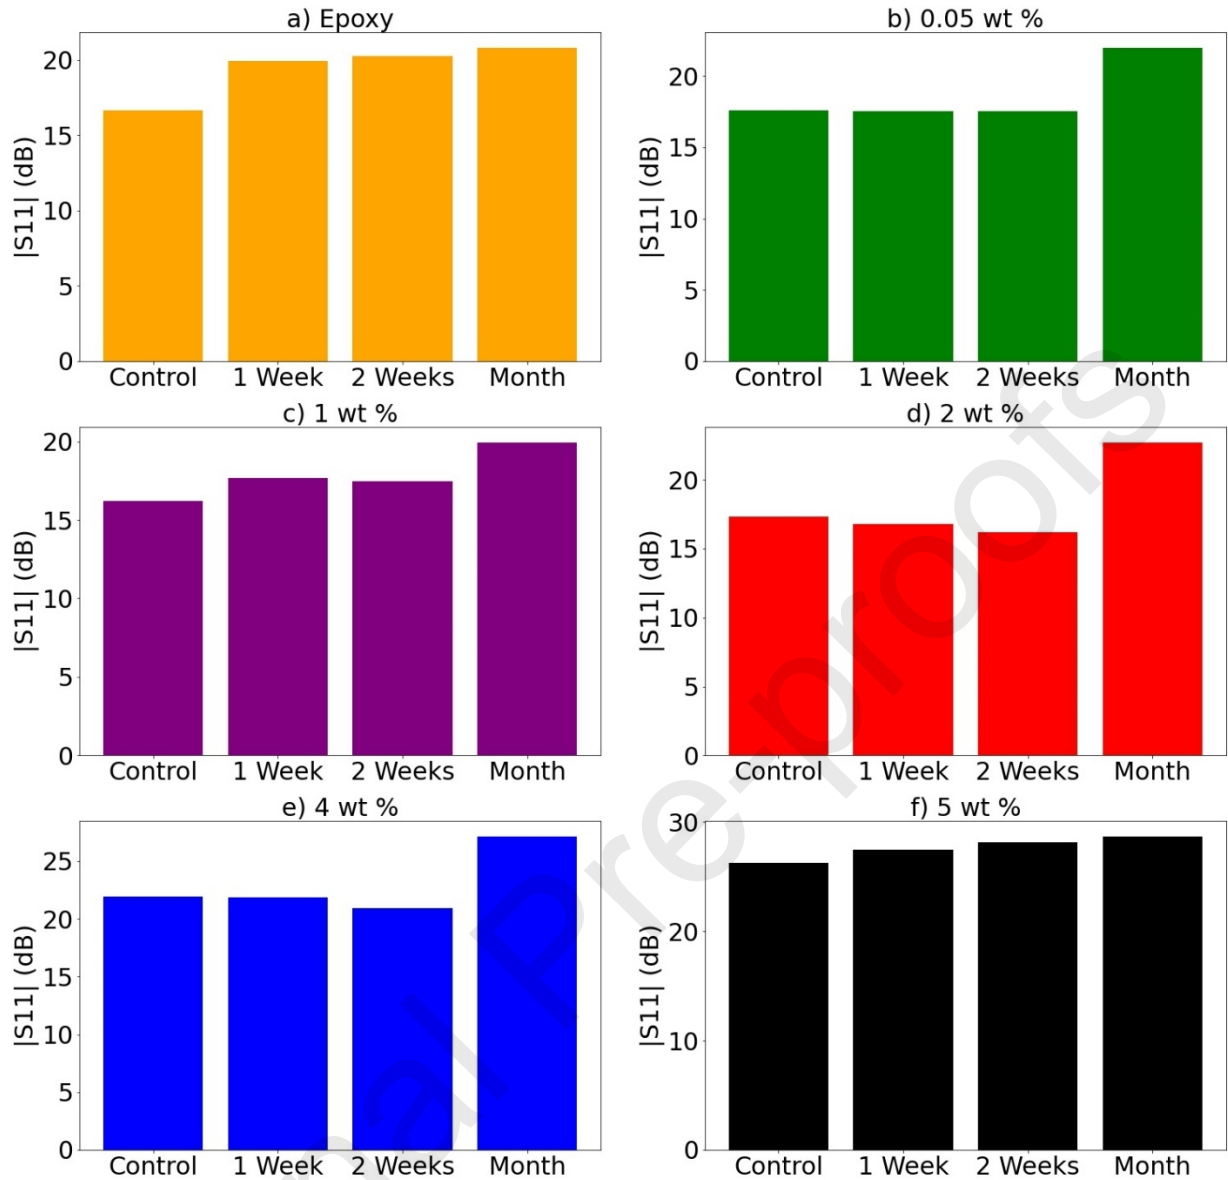 a) Epoxy
|S11| (dB)
20
15
10
5
0
Control 1 Week 2 Weeks Month
b) 0.05 wt %
|S11| (dB)
20
15
10
5
0
Control 1 Week 2 Weeks Month
c) 1 wt %
|S11| (dB)
20
15
10
5
0
Control 1 Week 2 Weeks Month
d) 2 wt %
|S11| (dB)
20
15
10
5
0
Control 1 Week 2 Weeks Month
e) 4 wt %
|S11| (dB)
25
20
15
10
5
0
Control 1 Week 2 Weeks Month
f) 5 wt %
|S11| (dB)
30
20
10
0
Control 1 Week 2 Weeks Month
nal Pre-proofs